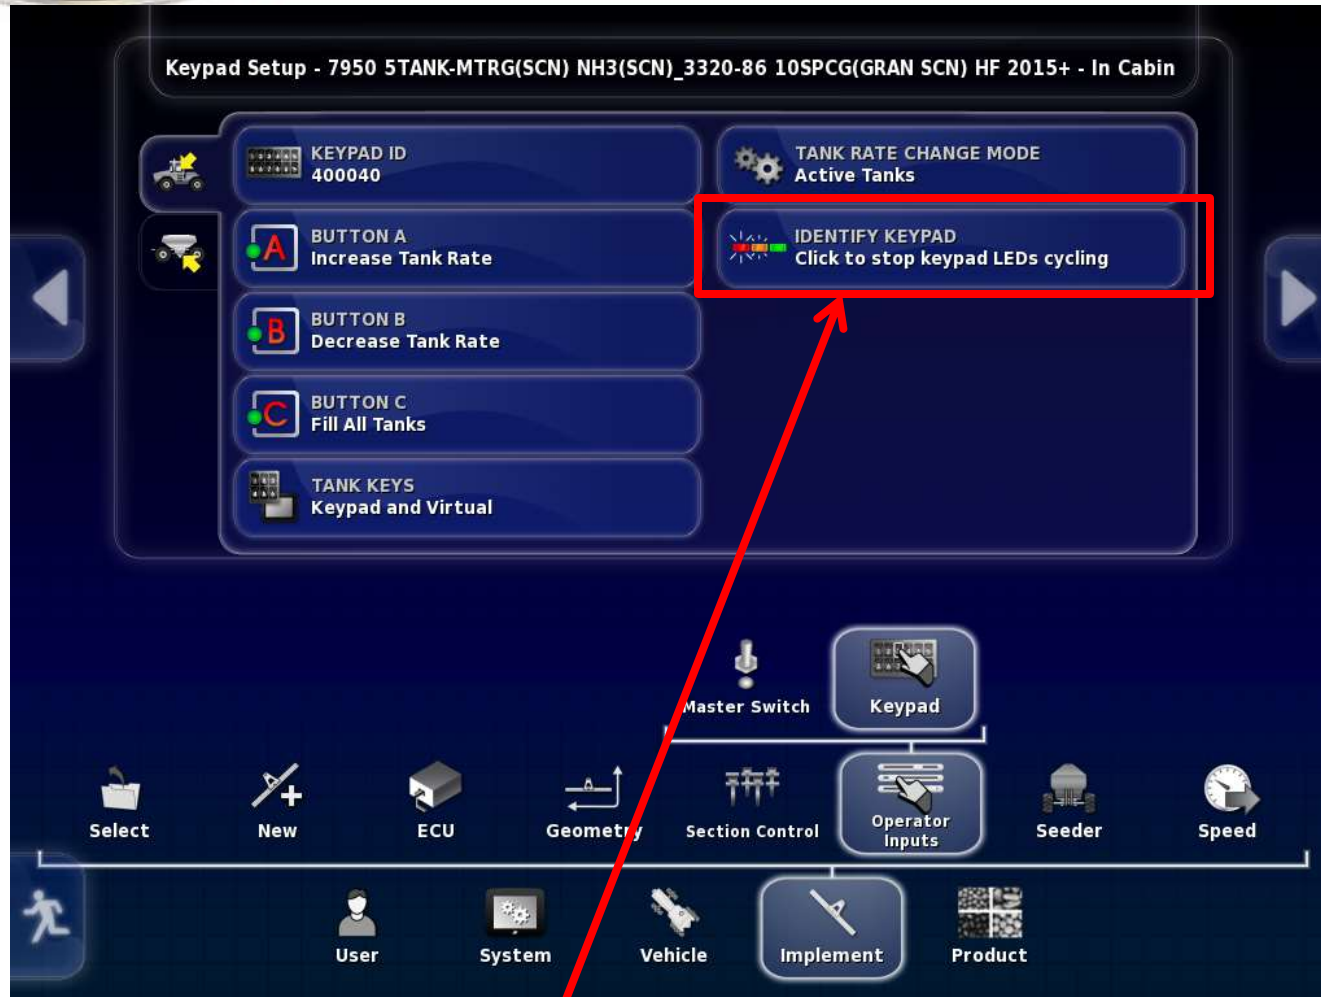 Keypad Setup - 7950 5TANK-MTRG(SCN) NH3(SCN)_3320-86 10SPCG(GRAN SCN) HF 2015+ - In Cabin
KEYPAD ID
400040
TANK RATE CHANGE MODE
Active Tanks
A
BUTTON A
Increase Tank Rate
IDENTIFY KEYPAD
Click to stop keypad LEDs cycling
B
BUTTON B
Decrease Tank Rate
C
BUTTON C
Fill All Tanks
TANK KEYS
Keypad and Virtual
Master Switch
Keypad
Select
New
ECU
Geometry
Section Control
Operator
Inputs
Seeder
Speed
User
System
Vehicle
Implement
Product